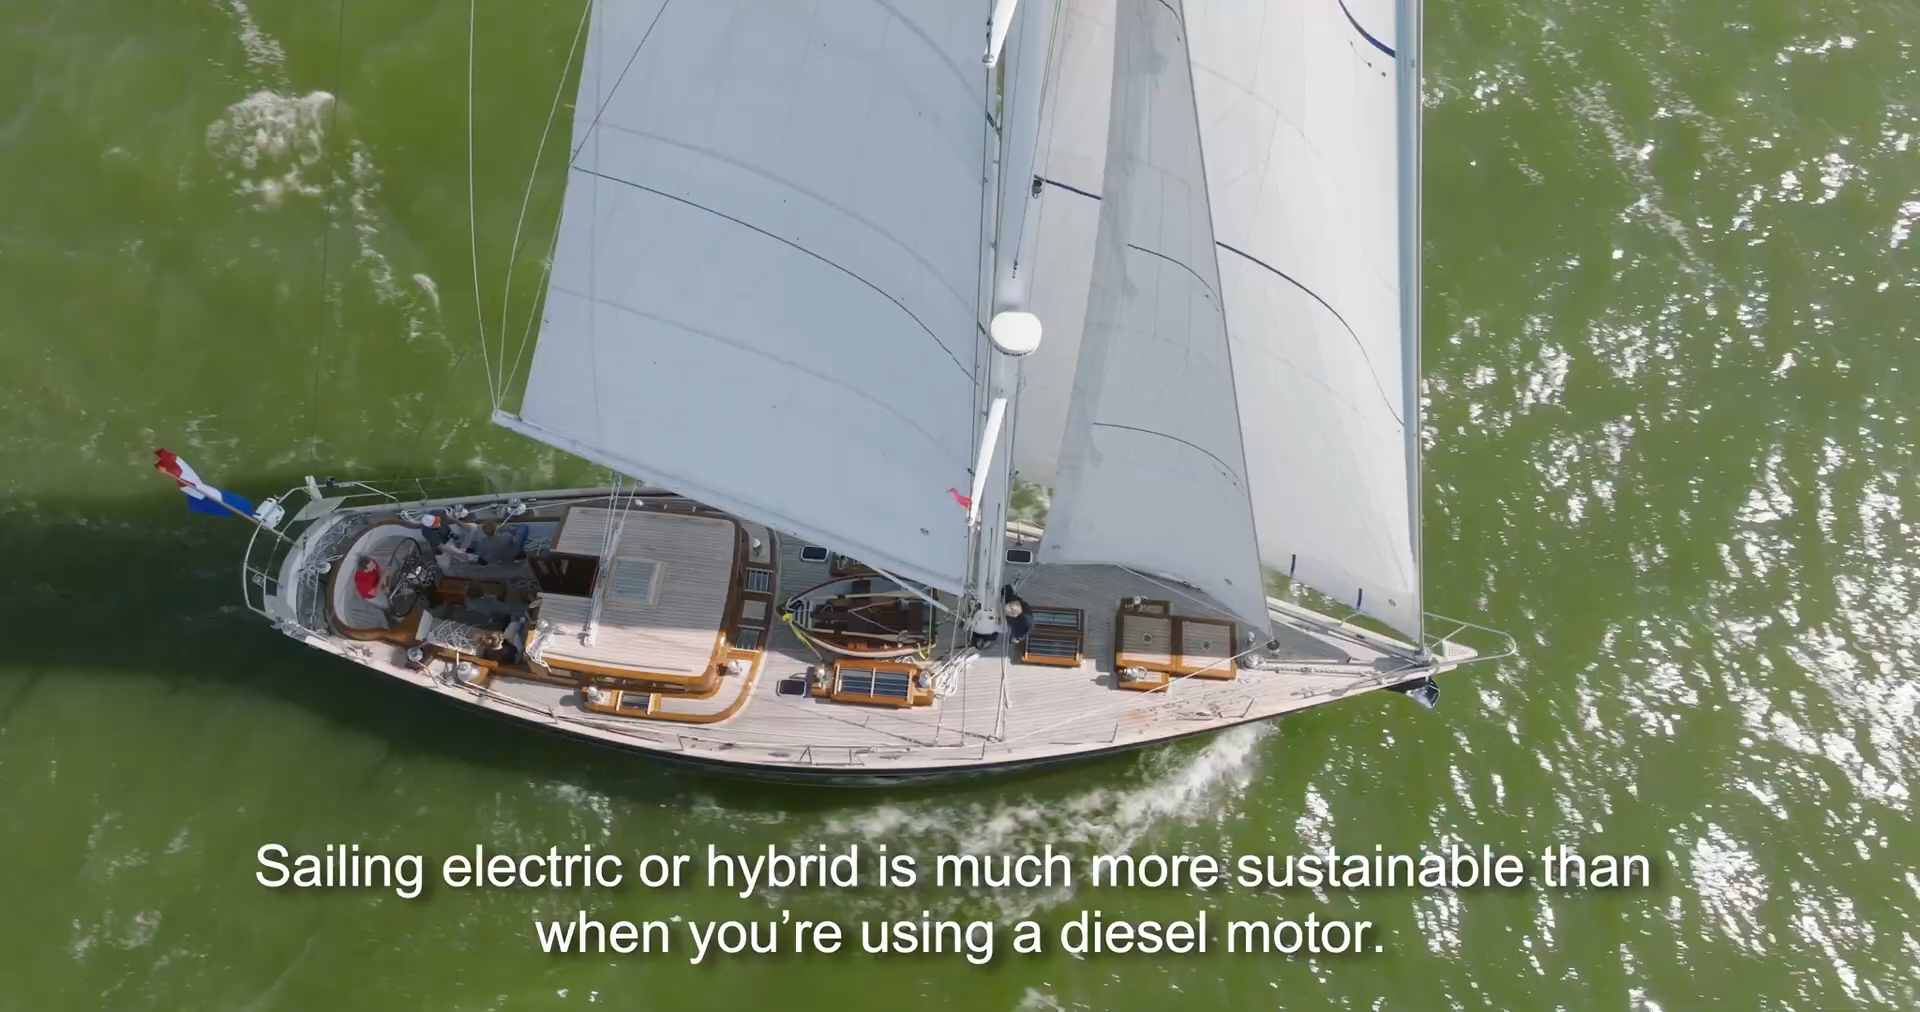 Sailing electric or hybrid is much more sustainable than
when you’re using a diesel motor.